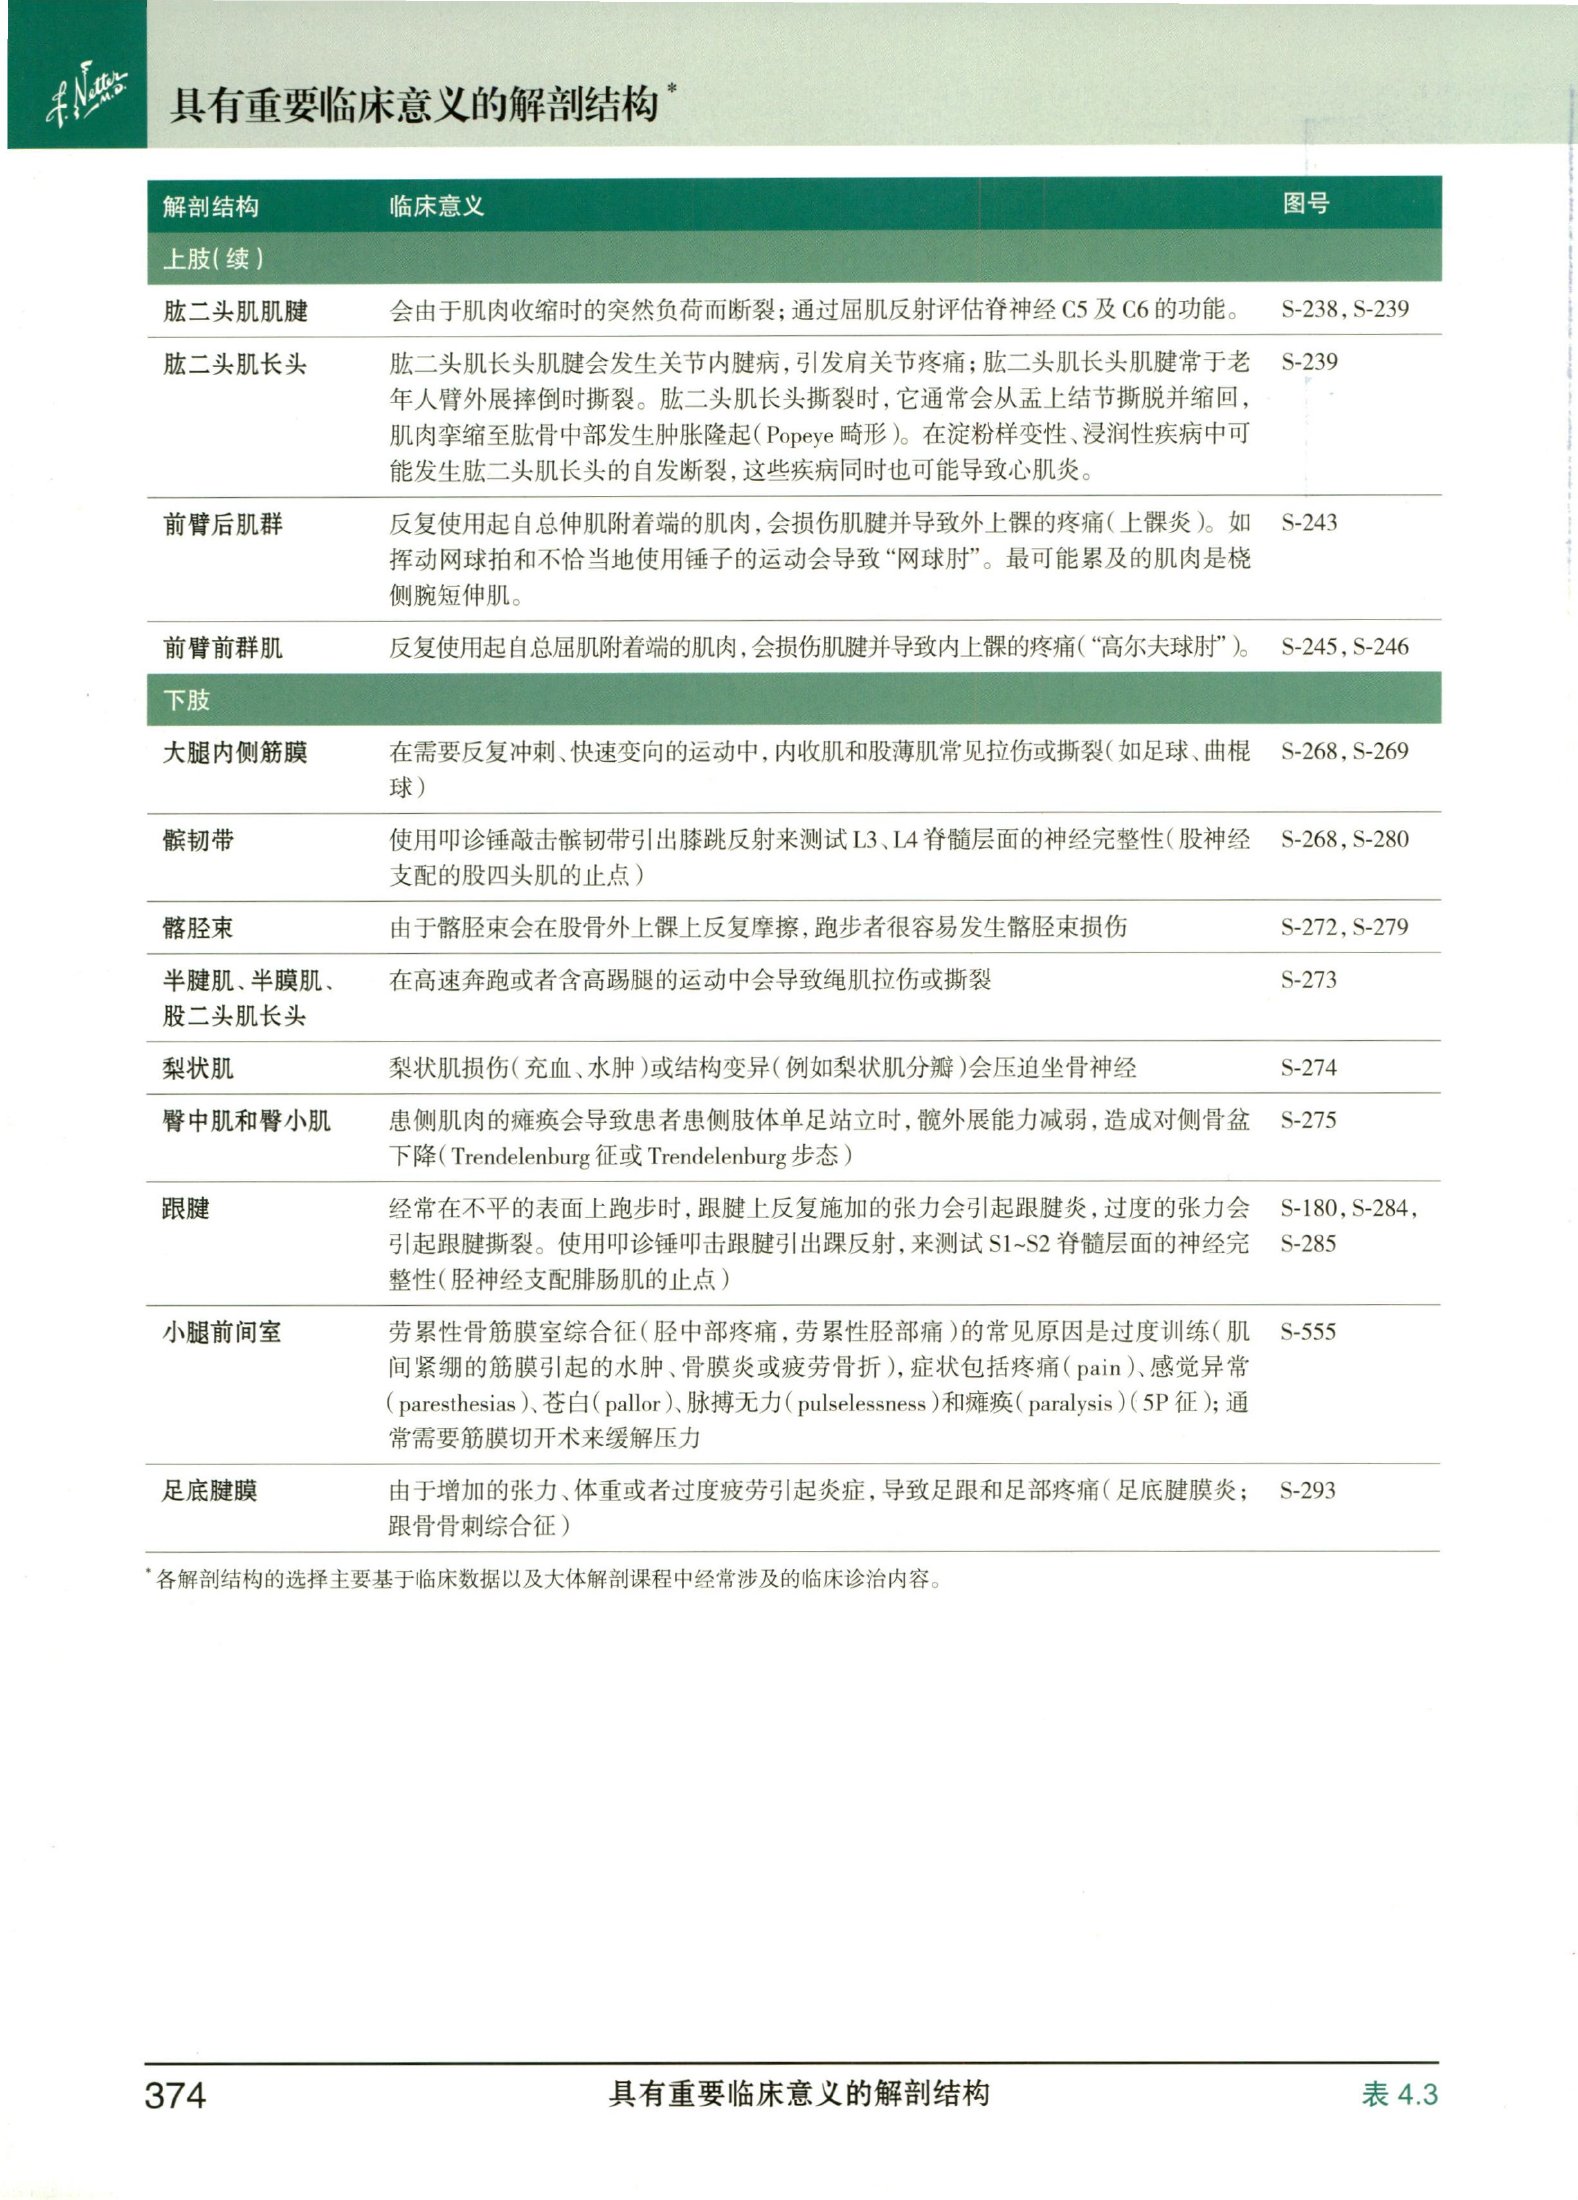 F. Netter M.D.
具有重要临床意义的解剖结构*
解剖结构 临床意义 图号
上肢(续)
肱二头肌肌腱 会由于肌肉收缩时的突然负荷而断裂;通过屈肌反射评估脊神经 C5 及 C6 的功能。 S-238, S-239
肱二头肌长头 肱二头肌长头肌腱会发生关节内腱病,引发肩关节疼痛;肱二头肌长头肌腱常于老 S-239
年人臂外展摔倒时撕裂。肱二头肌长头撕裂时,它通常会从盂上结节撕脱并缩回,
肌肉挛缩至肱骨中部发生肿胀隆起(Popeye 畸形)。在淀粉样变性、浸润性疾病中可
能发生肱二头肌长头的自发断裂,这些疾病同时也可能导致心肌炎。
前臂后肌群 反复使用起自总伸肌附着端的肌肉,会损伤肌腱并导致外上髁的疼痛(上髁炎)。如 S-243
挥动网球拍和不恰当地使用锤子的运动会导致“网球肘”。最可能累及的肌肉是桡
侧腕短伸肌。
前臂前群肌 反复使用起自总屈肌附着端的肌肉,会损伤肌腱并导致内上髁的疼痛(“高尔夫球肘”)。 S-245, S-246
下肢
大腿内侧筋膜 在需要反复冲刺、快速变向的运动中,内收肌和股薄肌常见拉伤或撕裂(如足球、曲棍 S-268, S-269
球)
髌韧带 使用叩诊锤敲击髌韧带引出膝跳反射来测试 L3、L4 脊髓层面的神经完整性(股神经 S-268, S-280
支配的股四头肌的止点)
髂胫束 由于髂胫束会在股骨外上髁上反复摩擦,跑步者很容易发生髂胫束损伤 S-272, S-279
半腱肌、半膜肌、 在高速奔跑或者含高踢腿的运动中会导致绳肌拉伤或撕裂 S-273
股二头肌长头
梨状肌 梨状肌损伤(充血、水肿)或结构变异(例如梨状肌分瓣)会压迫坐骨神经 S-274
臀中肌和臀小肌 患侧肌肉的瘫痪会导致患者患侧肢体单足站立时,髋外展能力减弱,造成对侧骨盆 S-275
下降(Trendelenburg 征或 Trendelenburg 步态)
跟腱 经常在不平的表面上跑步时,跟腱上反复施加的张力会引起跟腱炎,过度的张力会 S-180, S-284,
引起跟腱撕裂。使用叩诊锤叩击跟腱引出踝反射,来测试 S1~S2 脊髓层面的神经完 S-285
整性(胫神经支配腓肠肌的止点)
小腿前间室 劳累性骨筋膜室综合征(胫中部疼痛,劳累性胫部痛)的常见原因是过度训练(肌 S-555
间紧绷的筋膜引起的水肿、骨膜炎或疲劳骨折),症状包括疼痛(pain)、感觉异常
(paresthesias)、苍白(pallor)、脉搏无力(pulselessness)和瘫痪(paralysis)(5P 征);通
常需要筋膜切开术来缓解压力
足底腱膜 由于增加的张力、体重或者过度疲劳引起炎症,导致足跟和足部疼痛(足底腱膜炎; S-293
跟骨骨刺综合征)
*各解剖结构的选择主要基于临床数据以及大体解剖课程中经常涉及的临床诊治内容。
374 具有重要临床意义的解剖结构 表 4.3